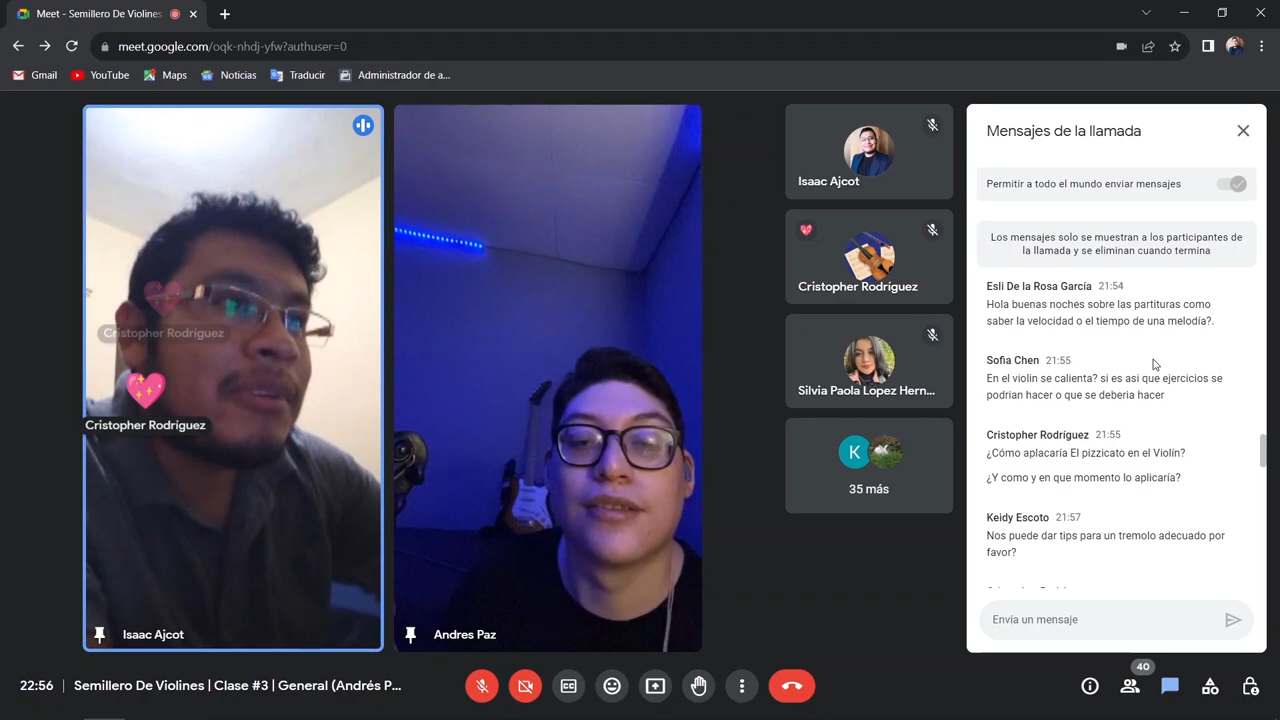 Meet - Semillero De Violines
meet.google.com/oqk-nhdj-yfw?authuser=0
Gmail
YouTube
Maps
Noticias
Traducir
Administrador de a...
Cristopher Rodríguez
Cristopher Rodríguez
Isaac Ajcot
Andres Paz
Isaac Ajcot
Cristopher Rodríguez
Silvia Paola Lopez Hern...
K
35 más
Mensajes de la llamada
Permitir a todo el mundo enviar mensajes
Los mensajes solo se muestran a los participantes de
la llamada y se eliminan cuando termina
Esli De la Rosa García 21:54
Hola buenas noches sobre las partituras como
saber la velocidad o el tiempo de una melodía?.
Sofia Chen 21:55
En el violin se calienta? si es asi que ejercicios se
podrian hacer o que se deberia hacer
Cristopher Rodríguez 21:55
¿Cómo aplacaría El pizzicato en el Violín?
¿Y como y en que momento lo aplicaría?
Keidy Escoto 21:57
Nos puede dar tips para un tremolo adecuado por
favor?
Envía un mensaje
22:56 | Semillero De Violines | Clase #3 | General (Andrés P...
40